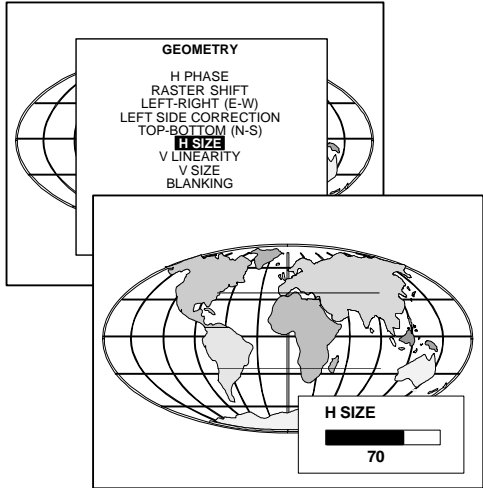 GEOMETRY
H PHASE
RASTER SHIFT
LEFT-RIGHT (E-W)
LEFT SIDE CORRECTION
TOP-BOTTOM (N-S)
H SIZE
V LINEARITY
V SIZE
BLANKING
H SIZE
70